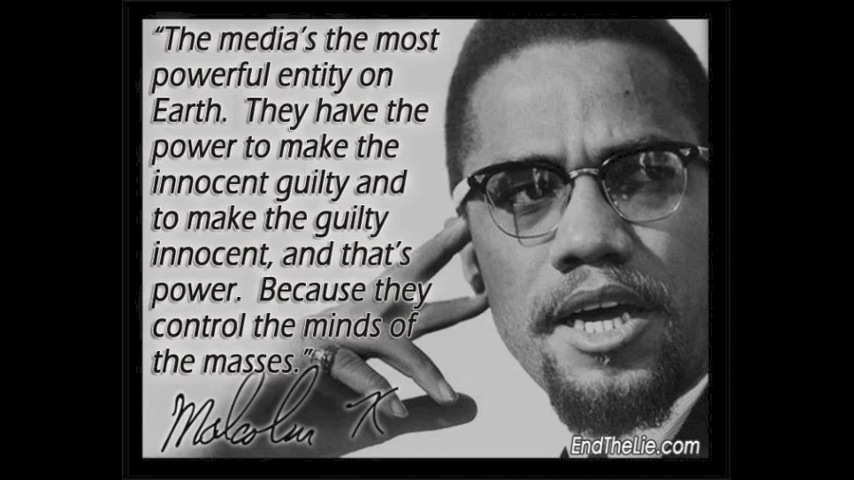 “The media’s the most
powerful entity on
Earth.  They have the
power to make the
innocent guilty and
to make the guilty
innocent, and that’s
power.  Because they
control the minds of
the masses.”
Malcolm X
EndTheLie.com